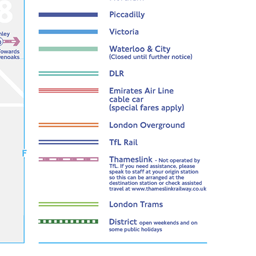 8
nley
Towards
enoaks
F
Piccadilly
Victoria
Waterloo & City
(Closed until further notice)
DLR
Emirates Air Line
cable car
(special fares apply)
London Overground
TfL Rail
Thameslink - Not operated by
TfL. If you need assistance, please
speak to staff at your origin station
so this can be arranged at the
destination station or check assisted
travel at www.thameslinkrailway.co.uk
London Trams
District open weekends and on
some public holidays